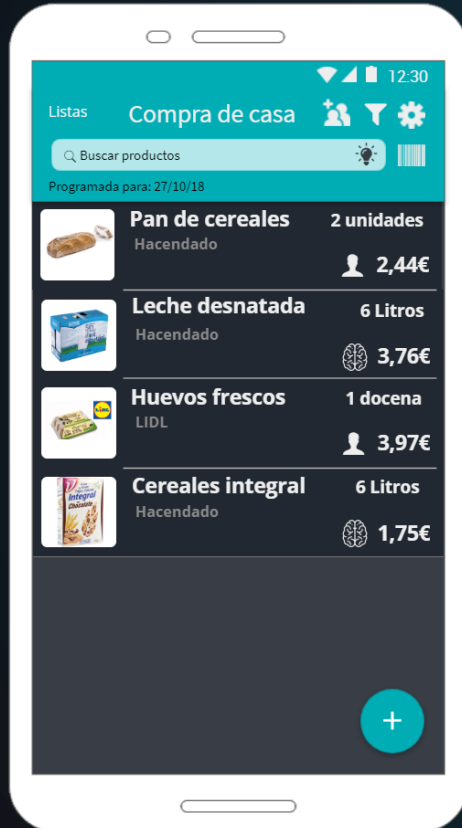 12:30
Listas
Compra de casa
Buscar productos
Programada para: 27/10/18
Pan de cereales
2 unidades
Hacendado
2,44€
Leche desnatada
6 Litros
Hacendado
3,76€
Huevos frescos
1 docena
LIDL
3,97€
Cereales integral
6 Litros
Integral
Chocolate
Hacendado
1,75€
+